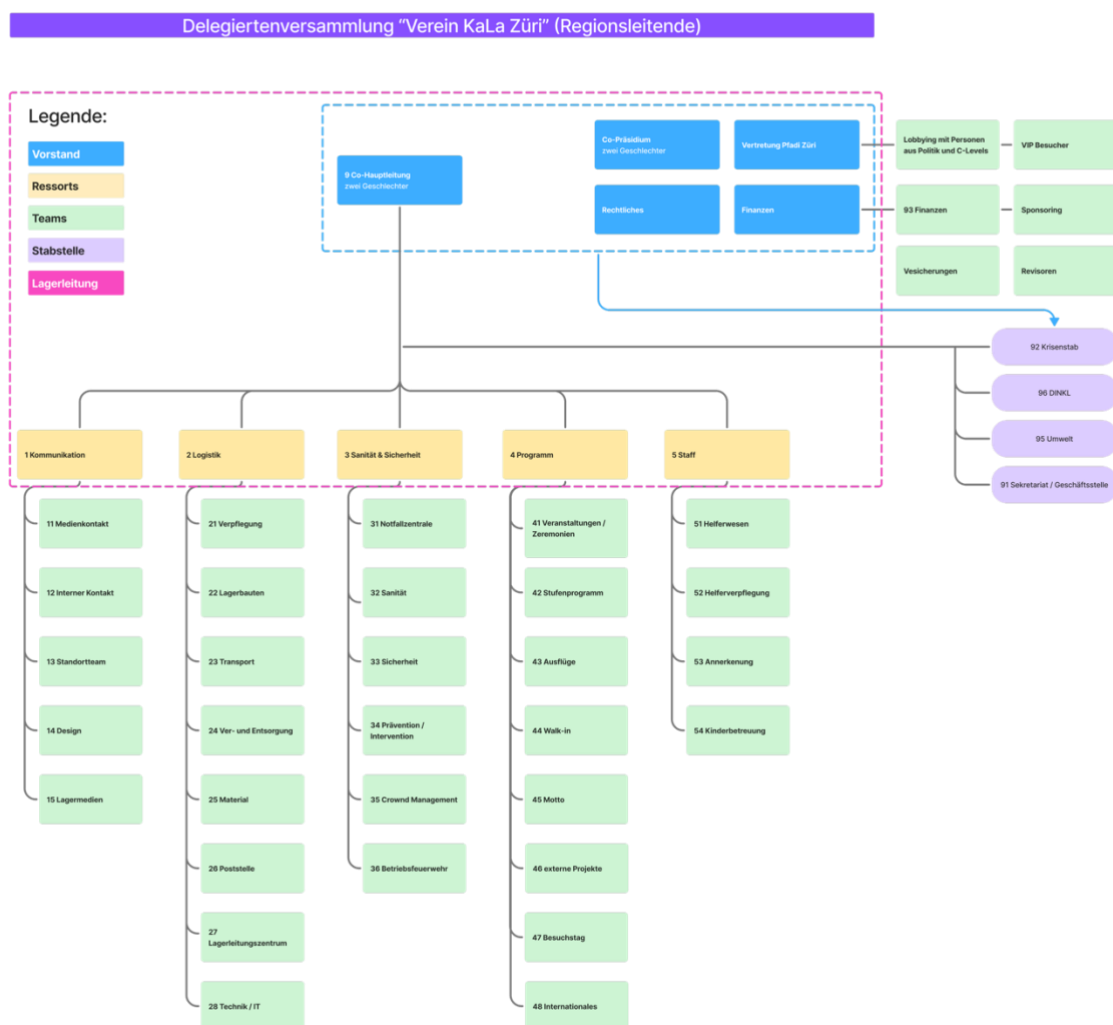 Delegiertenversammlung “Verein KaLa Züri” (Regionsleitende)
Legende:
Vorstand
Ressorts
Teams
Stabstelle
Lagerleitung
9 Co-Hauptleitung
zwei Geschlechter
Co-Präsidium
zwei Geschlechter
Vertretung Pfadi Züri
Rechtliches
Finanzen
Lobbying mit Personen
aus Politik und C-Levels
VIP Besucher
93 Finanzen
Sponsoring
Vesicherungen
Revisoren
92 Krisenstab
96 DINKL
95 Umwelt
91 Sekretariat / Geschäftsstelle
1 Kommunikation
11 Medienkontakt
12 Interner Kontakt
13 Standortteam
14 Design
15 Lagermedien
2 Logistik
21 Verpflegung
22 Lagerbauten
23 Transport
24 Ver- und Entsorgung
25 Material
26 Poststelle
27
Lagerleitungszentrum
28 Technik / IT
3 Sanität & Sicherheit
31 Notfallzentrale
32 Sanität
33 Sicherheit
34 Prävention /
Intervention
35 Crownd Management
36 Betriebsfeuerwehr
4 Programm
41 Veranstaltungen /
Zeremonien
42 Stufenprogramm
43 Ausflüge
44 Walk-in
45 Motto
46 externe Projekte
47 Besuchstag
48 Internationales
5 Staff
51 Helferwesen
52 Helferverpflegung
53 Annerkenung
54 Kinderbetreuung